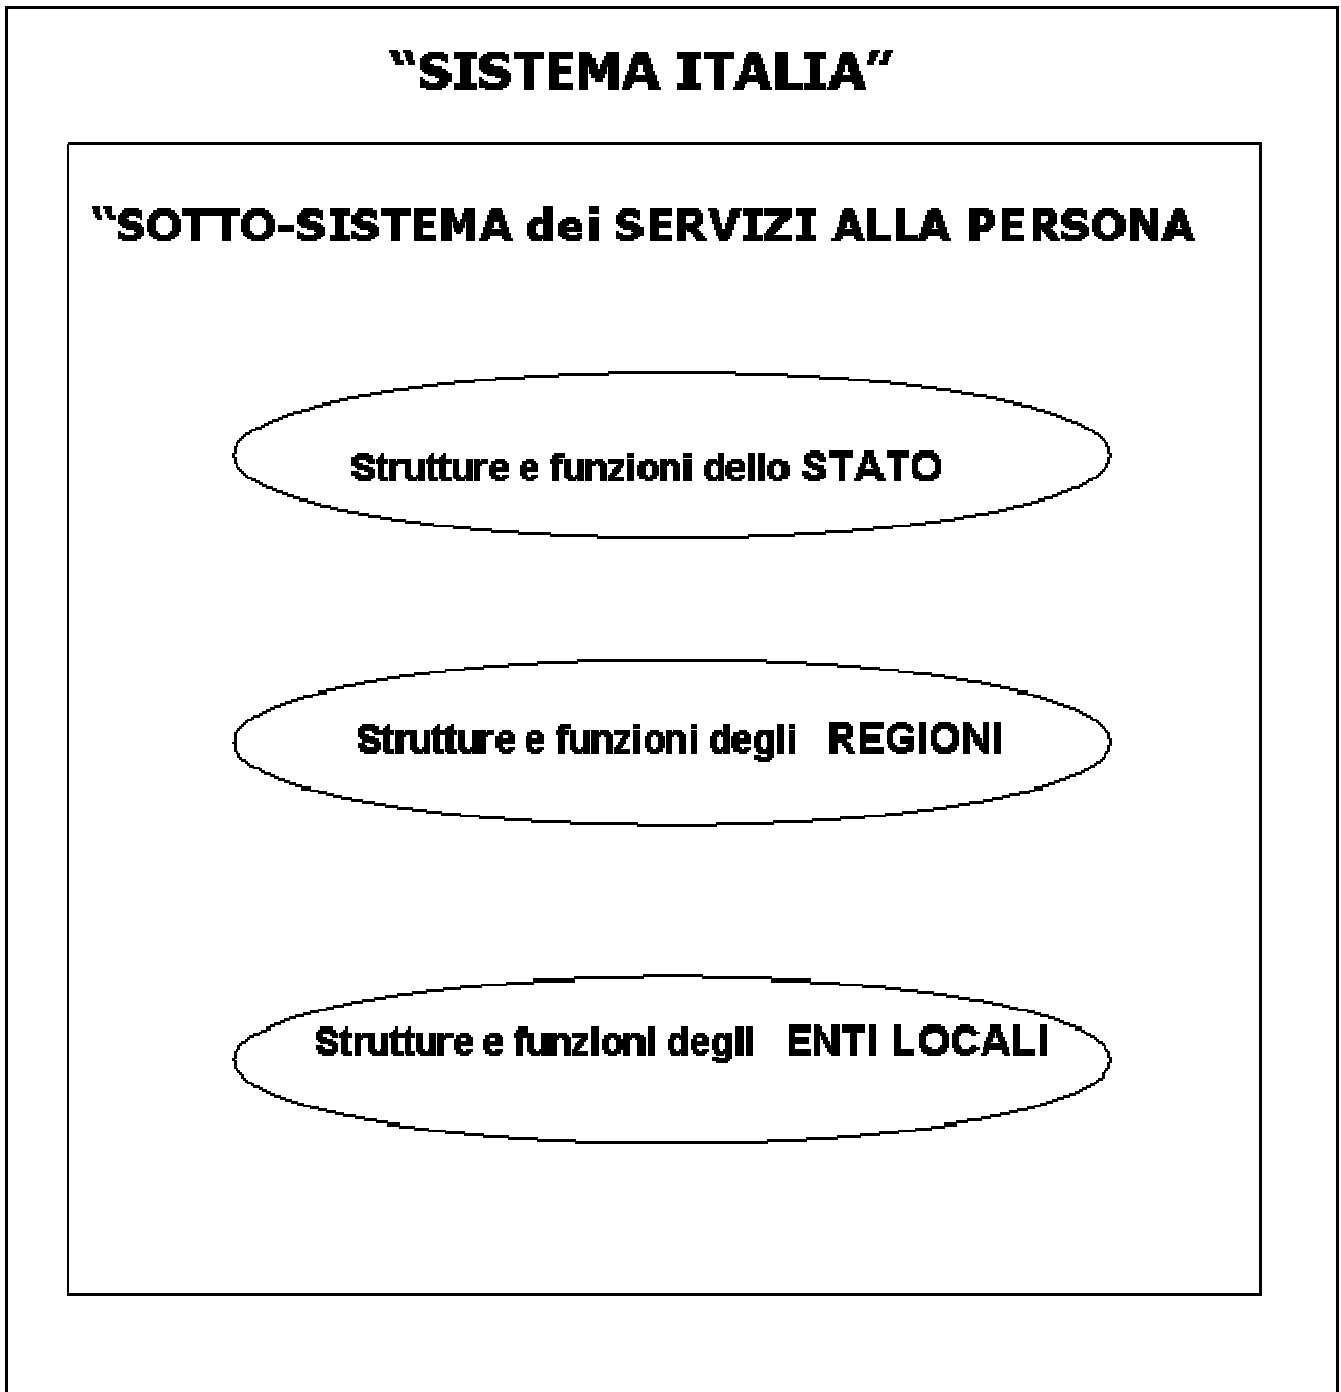 “SISTEMA ITALIA”
“SOTTO-SISTEMA dei SERVIZI ALLA PERSONA
Strutture e funzioni dello STATO
Strutture e funzioni degli REGIONI
Strutture e funzioni degli ENTI LOCALI